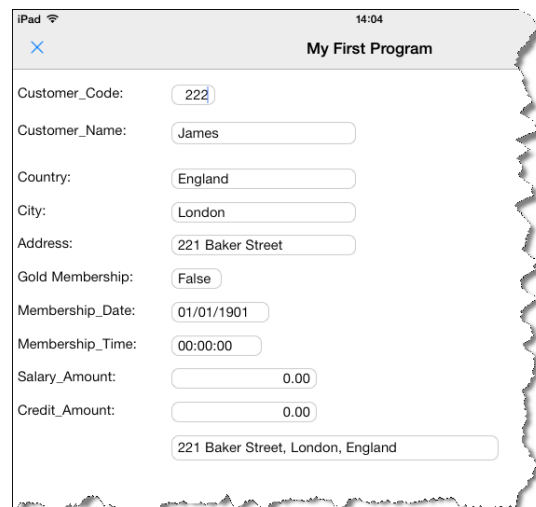 iPad 14:04
My First Program
Customer_Code: 222
Customer_Name: James
Country: England
City: London
Address: 221 Baker Street
Gold Membership: False
Membership_Date: 01/01/1901
Membership_Time: 00:00:00
Salary_Amount: 0.00
Credit_Amount: 0.00
221 Baker Street, London, England